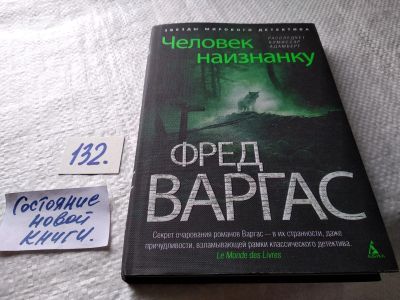 ЗВЕЗДЫ МИРОВОГО ДЕТЕКТИВА
Человек
наизнанку
РАССЛЕДУЕТ
КОМИССАР
АДАМБЕРГ
132.
ФРЕД
ВАРГАС
Состояние
новой
книги.
Секрет очарования романов Варгас — в их странности, даже
причудливости, взламывающей рамки классического детектива.
Le Monde des Livres
АЗБУКА